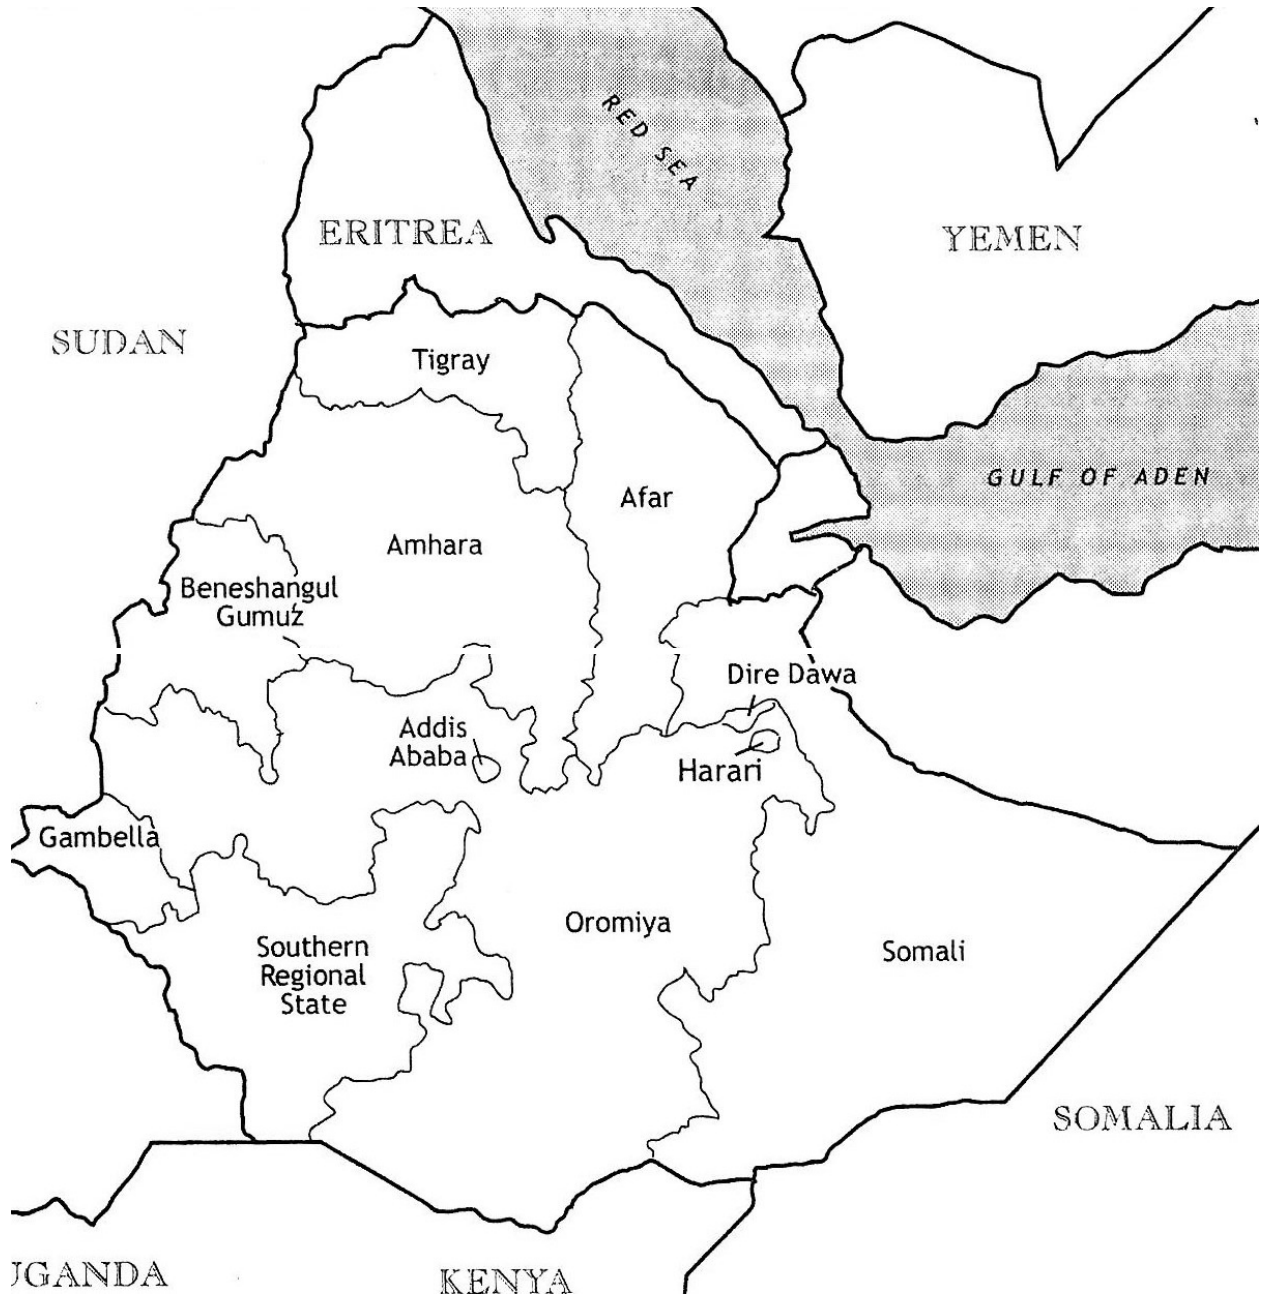 RED SEA
ERITREA
YEMEN
SUDAN
Tigray
GULF OF ADEN
Afar
Amhara
Beneshangul
Gumuz
Dire Dawa
Addis
Ababa
Harari
Gambella
Oromiya
Southern
Regional
State
Somali
SOMALIA
UGANDA
KENYA